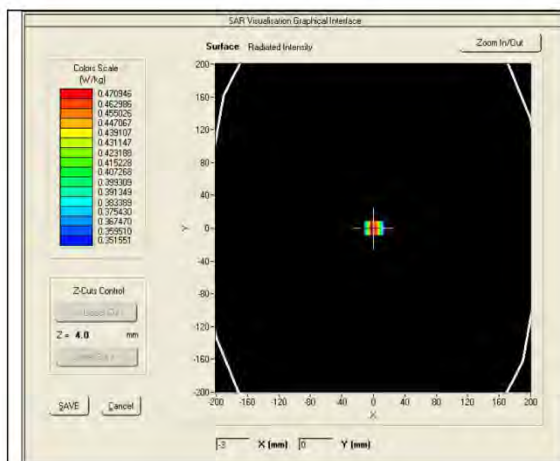 SAR Visualisation Graphical Interface
Surface Radiated Intensity
Zoom In/Out
Colors Scale
(W/kg)
0.470946
0.462986
0.455026
0.447067
0.439107
0.431147
0.423188
0.415228
0.407268
0.399309
0.391349
0.383389
0.375430
0.367470
0.359510
0.351551
200
160
120
80
40
0
-40
-80
-120
-160
-200
Y
-200 -160 -120 -80 -40 0 40 80 120 160 200
X
Z-Cuts Control
Z = 4.0 mm
SAVE
Cancel
-3 X (mm) 0 Y (mm)